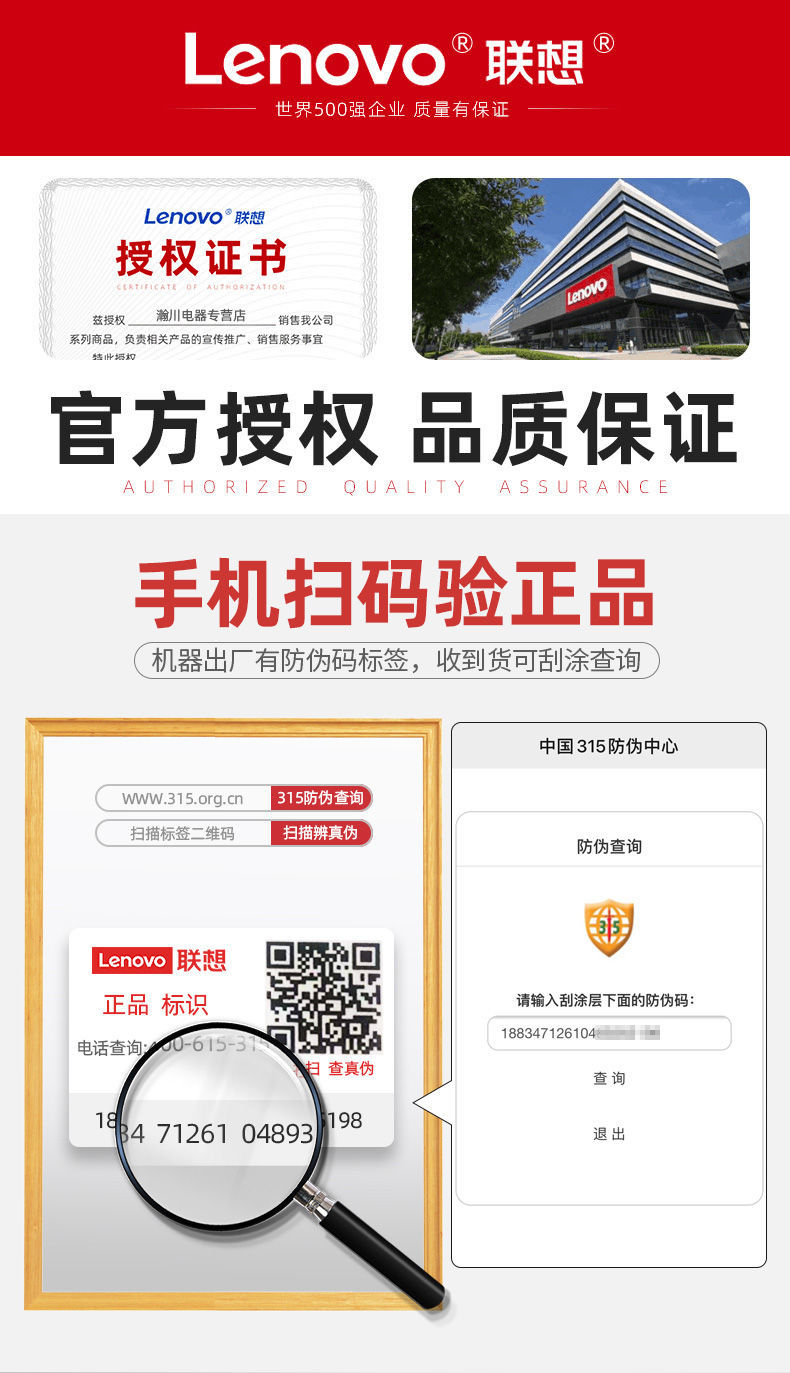 Lenovo® 联想®
世界500强企业 质量有保证
Lenovo® 联想
授权证书
CERTIFICATE OF AUTHORIZATION
兹授权 瀚川电器专营店 销售我公司
系列商品，负责相关产品的宣传推广、销售服务事宜
特此授权
Lenovo
官方授权 品质保证
AUTHORIZED QUALITY ASSURANCE
手机扫码验正品
机器出厂有防伪码标签，收到货可刮涂查询
WWW.315.org.cn 315防伪查询
扫描标签二维码 扫描辨真伪
Lenovo 联想
正品 标识
电话查询:400-615-315
扫 查真伪
18 34 71261 04893 5198
中国315防伪中心
防伪查询
315
请输入刮涂层下面的防伪码：
188347126104
查询
退出